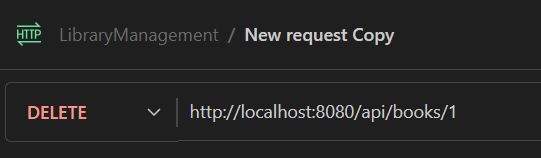 HTTP LibraryManagement / New request Copy
DELETE http://localhost:8080/api/books/1